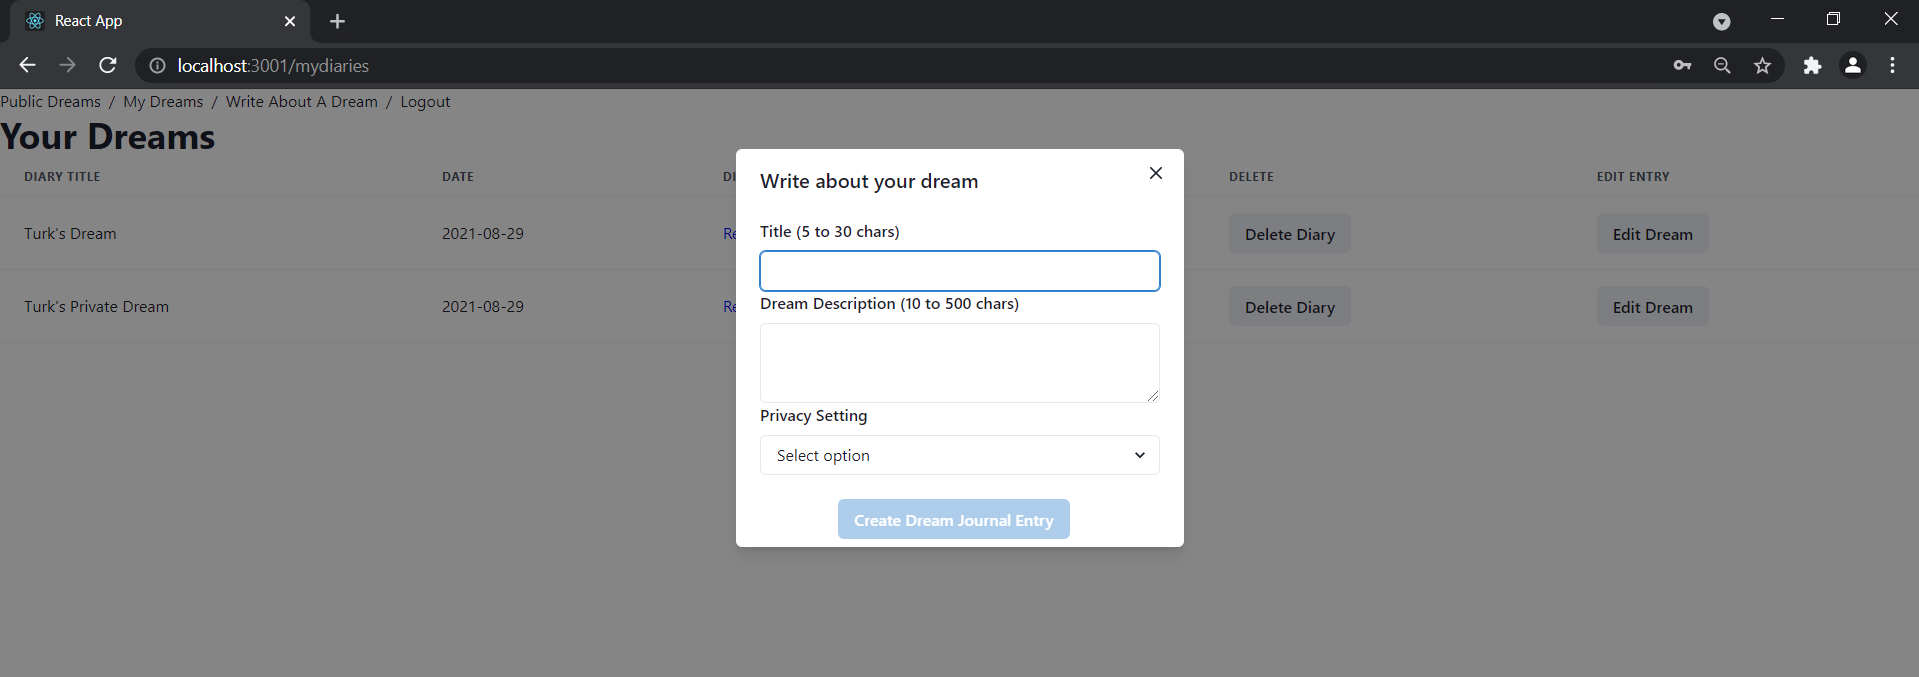 React App
localhost:3001/mydiaries
Public Dreams / My Dreams / Write About A Dream / Logout
Your Dreams
DIARY TITLE DATE DELETE EDIT ENTRY
Turk's Dream 2021-08-29 Delete Diary Edit Dream
Turk's Private Dream 2021-08-29 Delete Diary Edit Dream
Write about your dream
Title (5 to 30 chars)
Dream Description (10 to 500 chars)
Privacy Setting
Select option
Create Dream Journal Entry